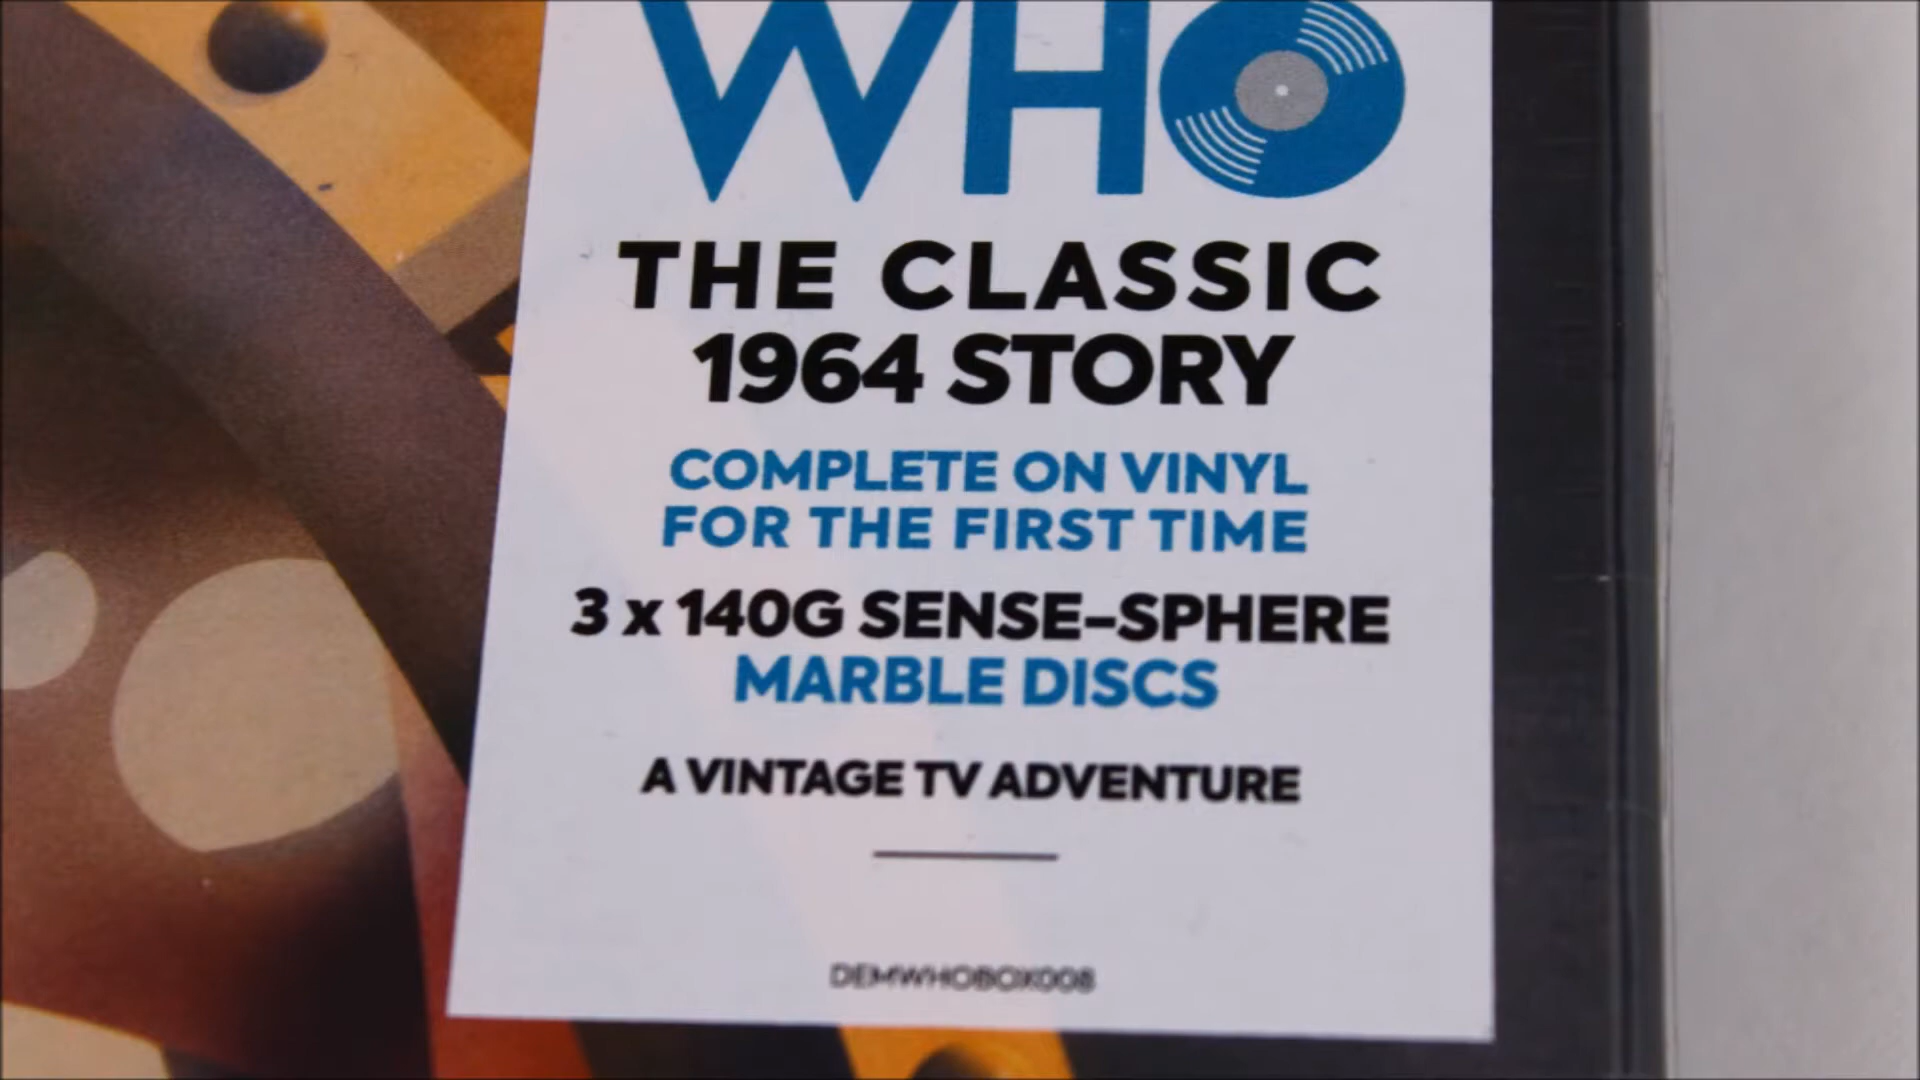 WHO
THE CLASSIC
1964 STORY
COMPLETE ON VINYL
FOR THE FIRST TIME
3 x 140G SENSE-SPHERE
MARBLE DISCS
A VINTAGE TV ADVENTURE
DEMWHOBOX008